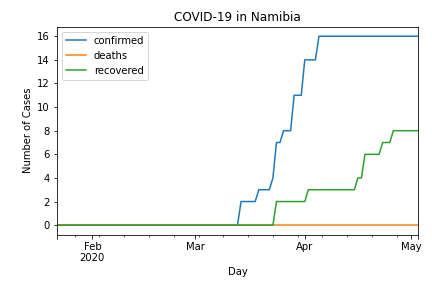 COVID-19 in Namibia
confirmed
deaths
recovered
Number of Cases
16
14
12
10
8
6
4
2
0
Feb
2020
Mar
Apr
May
Day